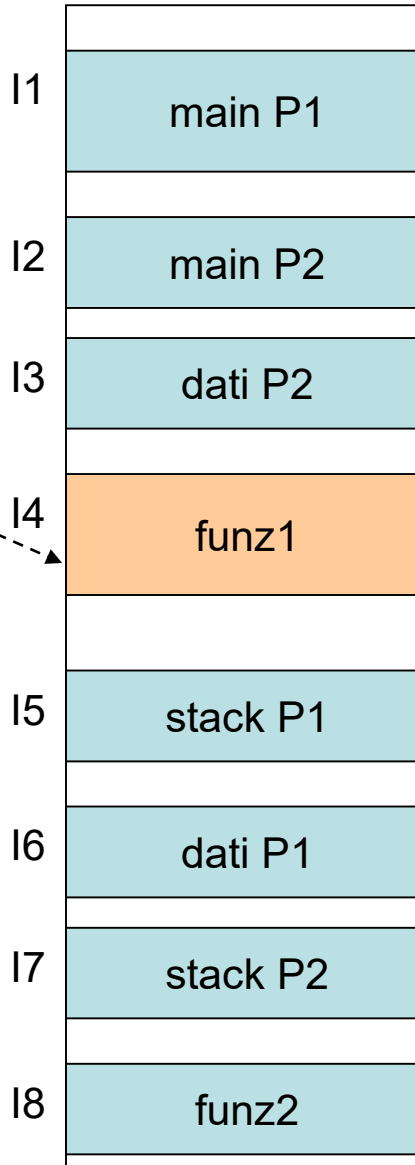 I1
main P1
I2
main P2
I3
dati P2
I4
funz1
I5
stack P1
I6
dati P1
I7
stack P2
I8
funz2